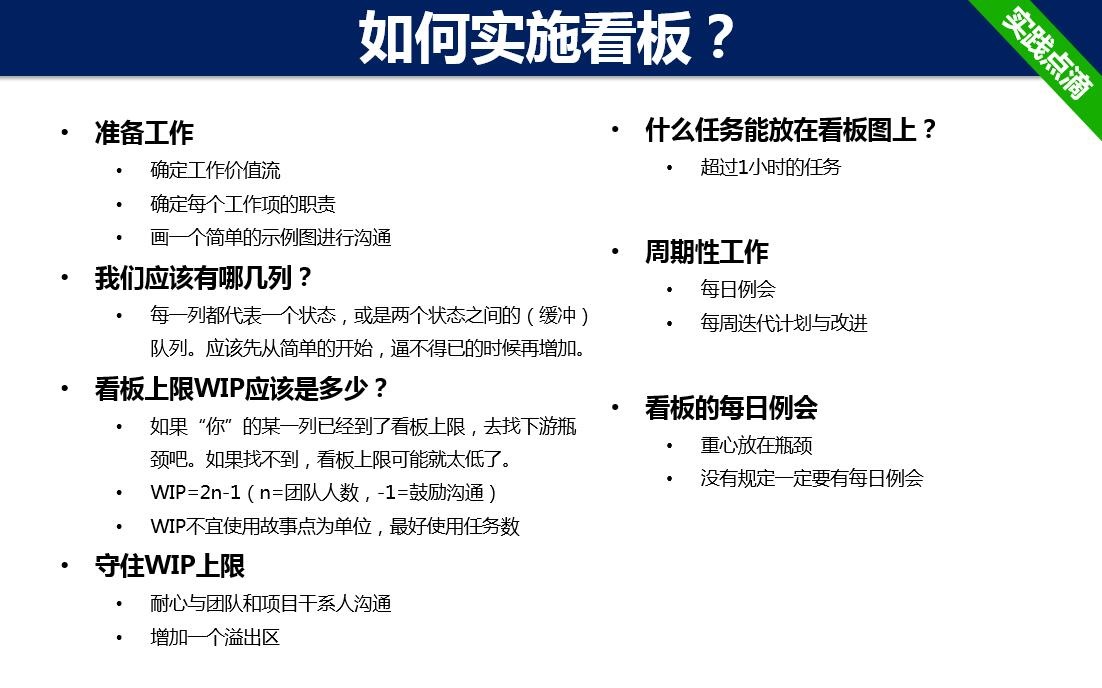 如何实施看板？
实践点滴
• 准备工作
• 确定工作价值流
• 确定每个工作项的职责
• 画一个简单的示例图进行沟通
• 我们应该有哪几列？
• 每一列都代表一个状态，或是两个状态之间的（缓冲）
队列。应该先从简单的开始，逼不得已的时候再增加。
• 看板上限WIP应该是多少？
• 如果“你”的某一列已经到了看板上限，去找下游瓶
颈吧。如果找不到，看板上限可能就太低了。
• WIP=2n-1（n=团队人数，-1=鼓励沟通）
• WIP不宜使用故事点为单位，最好使用任务数
• 守住WIP上限
• 耐心与团队和项目干系人沟通
• 增加一个溢出区
• 什么任务能放在看板图上？
• 超过1小时的任务
• 周期性工作
• 每日例会
• 每周迭代计划与改进
• 看板的每日例会
• 重心放在瓶颈
• 没有规定一定要有每日例会